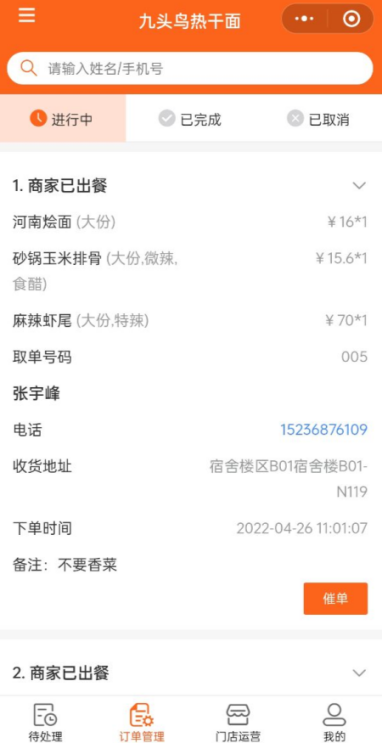 九头鸟热干面
请输入姓名/手机号
进行中 已完成 已取消
1. 商家已出餐
河南烩面 (大份) ￥16*1
砂锅玉米排骨 (大份,微辣, ￥15.6*1
食醋)
麻辣虾尾 (大份,特辣) ￥70*1
取单号码 005
张宇峰
电话 15236876109
收货地址 宿舍楼区B01宿舍楼B01-
N119
下单时间 2022-04-26 11:01:07
备注：不要香菜
催单
2. 商家已出餐
待处理 订单管理 门店运营 我的